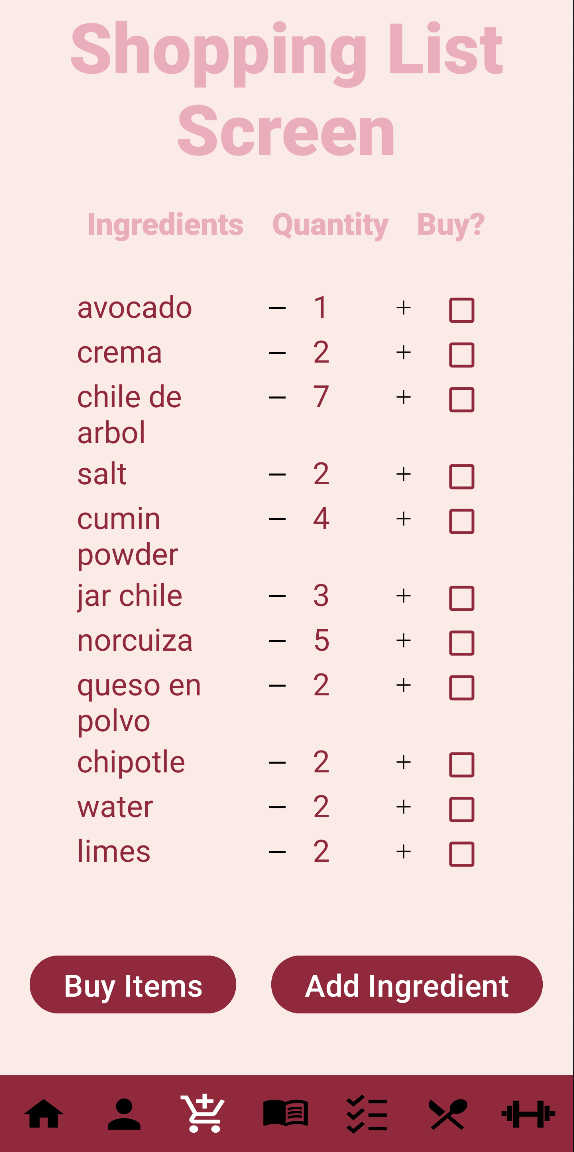 Shopping List
Screen
Ingredients Quantity Buy?
avocado − 1 +
crema − 2 +
chile de
arbol − 7 +
salt − 2 +
cumin
powder − 4 +
jar chile − 3 +
norcuiza − 5 +
queso en
polvo − 2 +
chipotle − 2 +
water − 2 +
limes − 2 +
Buy Items Add Ingredient